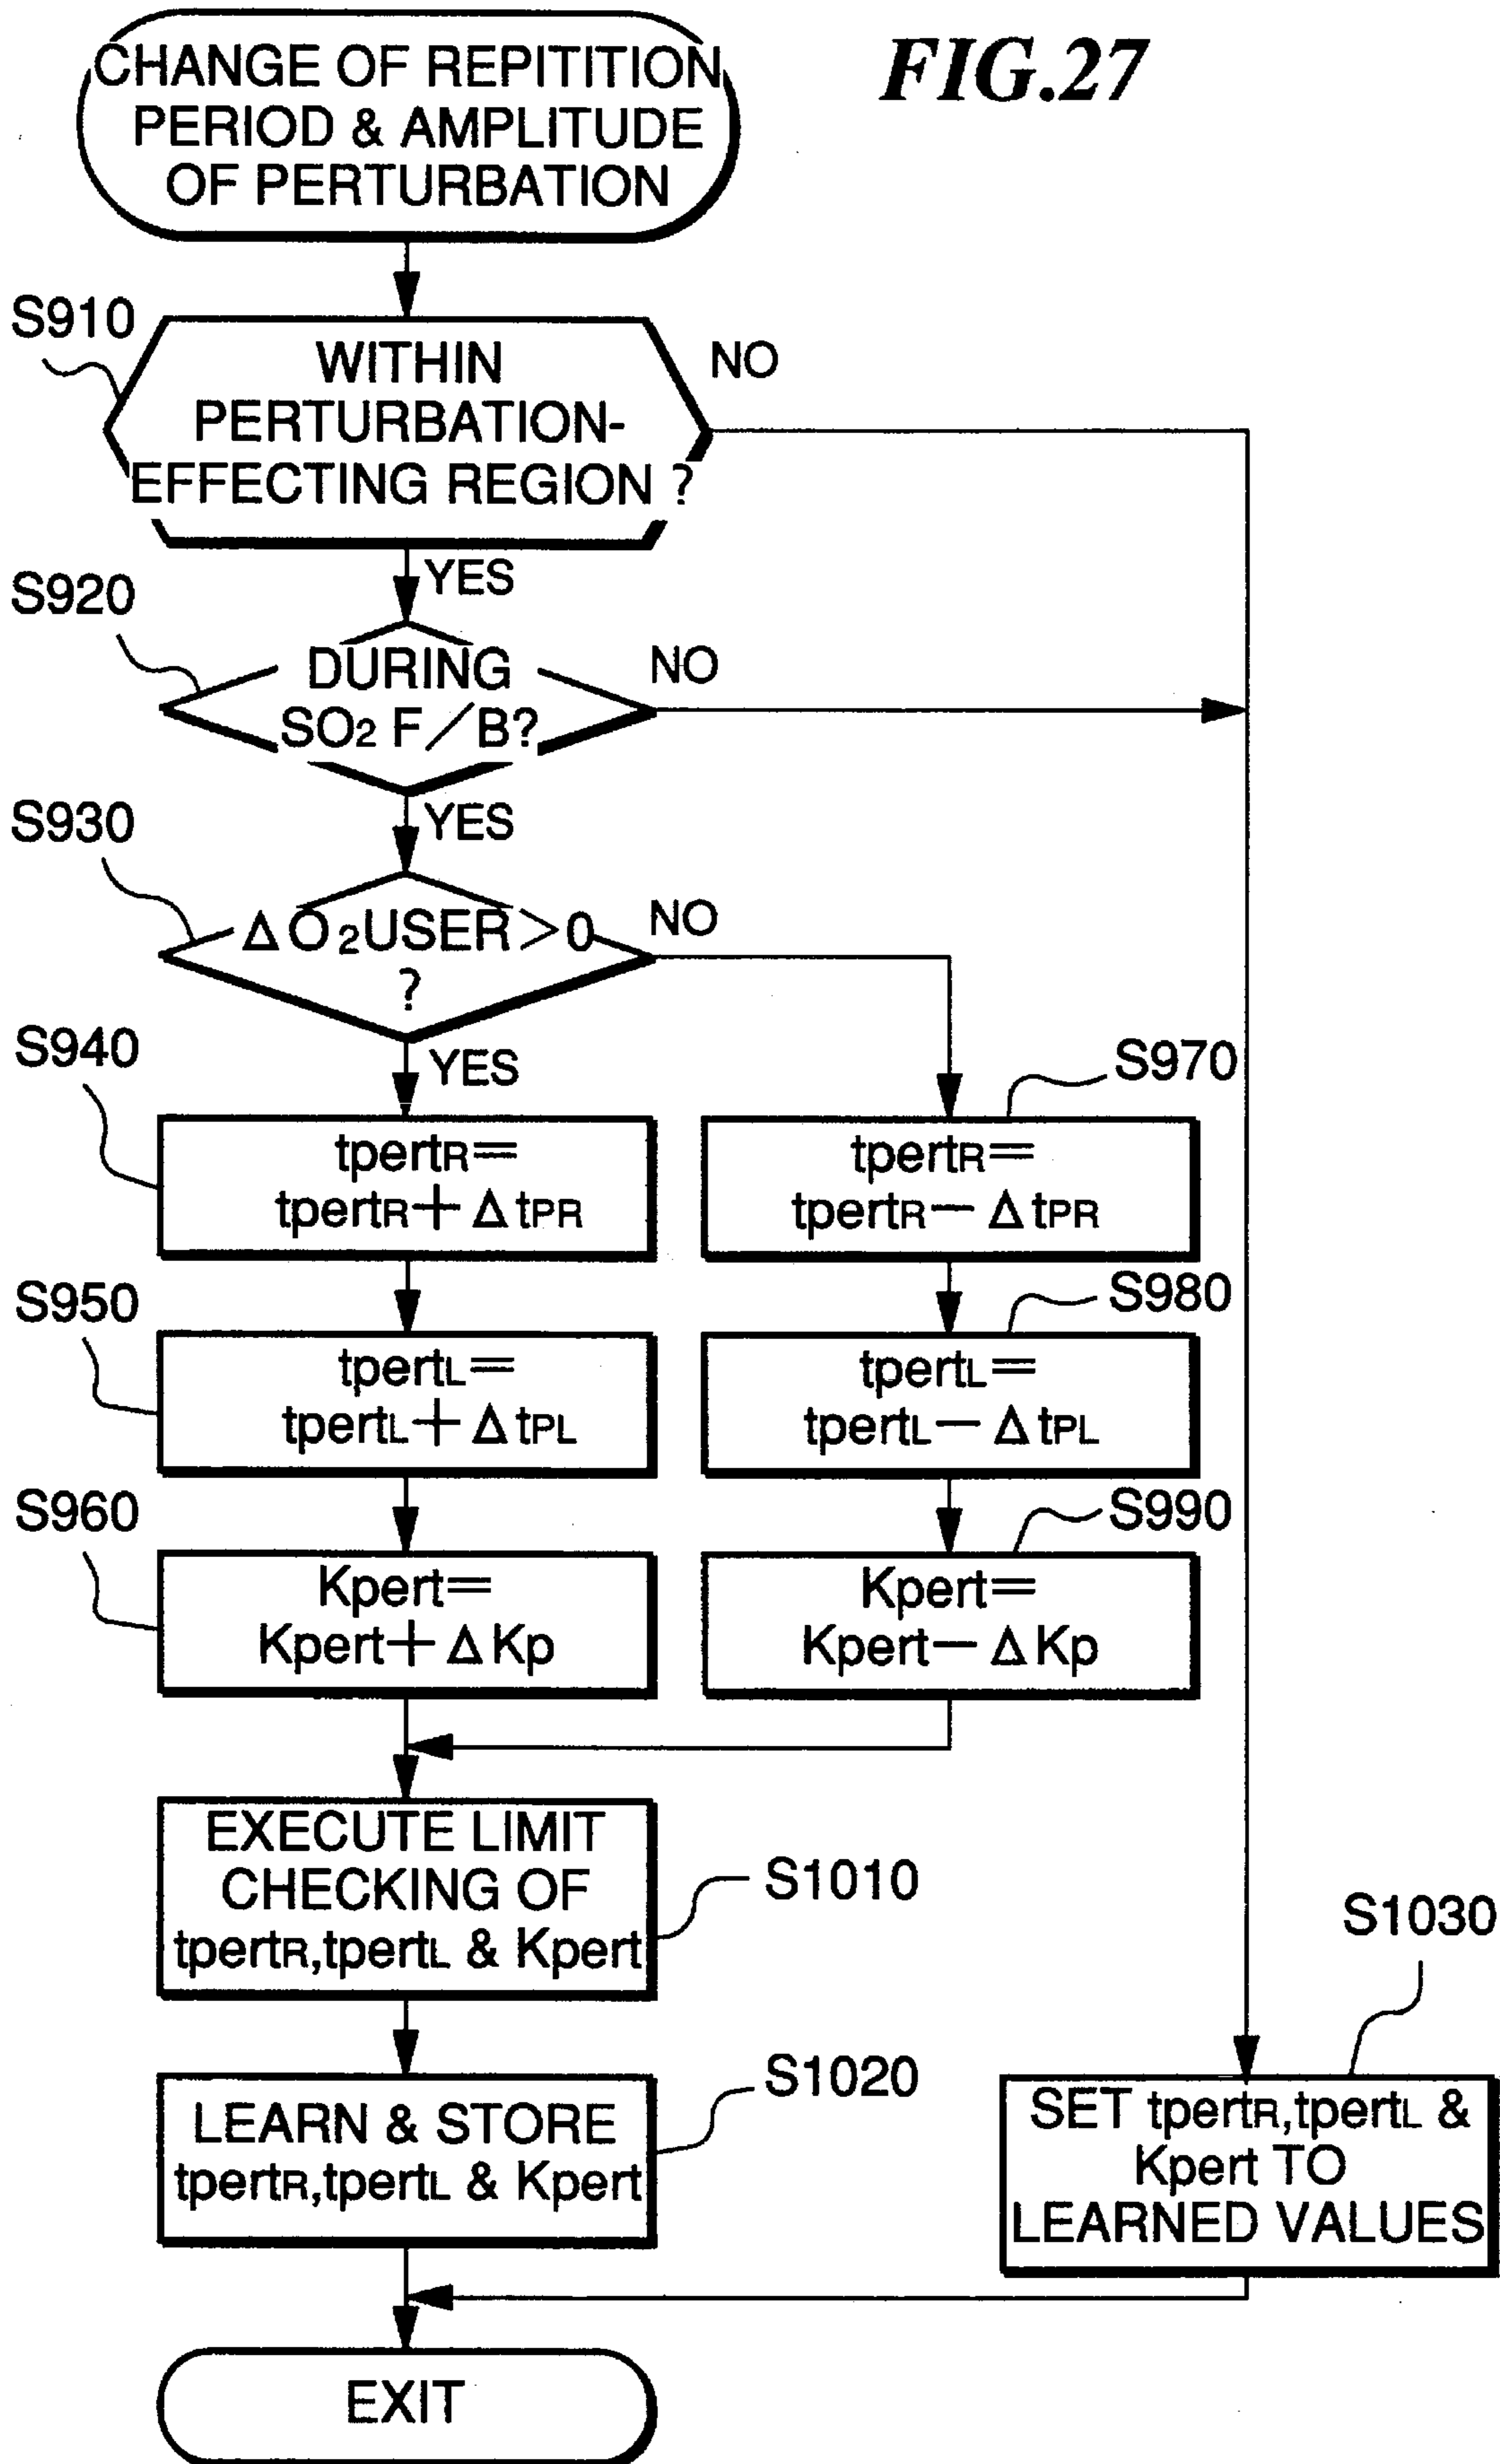 FIG.27
CHANGE OF REPITITION
PERIOD & AMPLITUDE
OF PERTURBATION
S910
WITHIN
PERTURBATION-
EFFECTING REGION ?
NO
YES
S920
DURING
SO2 F/B?
NO
YES
S930
ΔO2USER>0
?
NO
YES
S940
tpertR=
tpertR+ΔtPR
S970
tpertR=
tpertR-ΔtPR
S950
tpertL=
tpertL+ΔtPL
S980
tpertL=
tpertL-ΔtPL
S960
Kpert=
Kpert+ΔKp
S990
Kpert=
Kpert-ΔKp
EXECUTE LIMIT
CHECKING OF
tpertR,tpertL & Kpert
S1010
LEARN & STORE
tpertR,tpertL & Kpert
S1020
S1030
SET tpertR,tpertL &
Kpert TO
LEARNED VALUES
EXIT